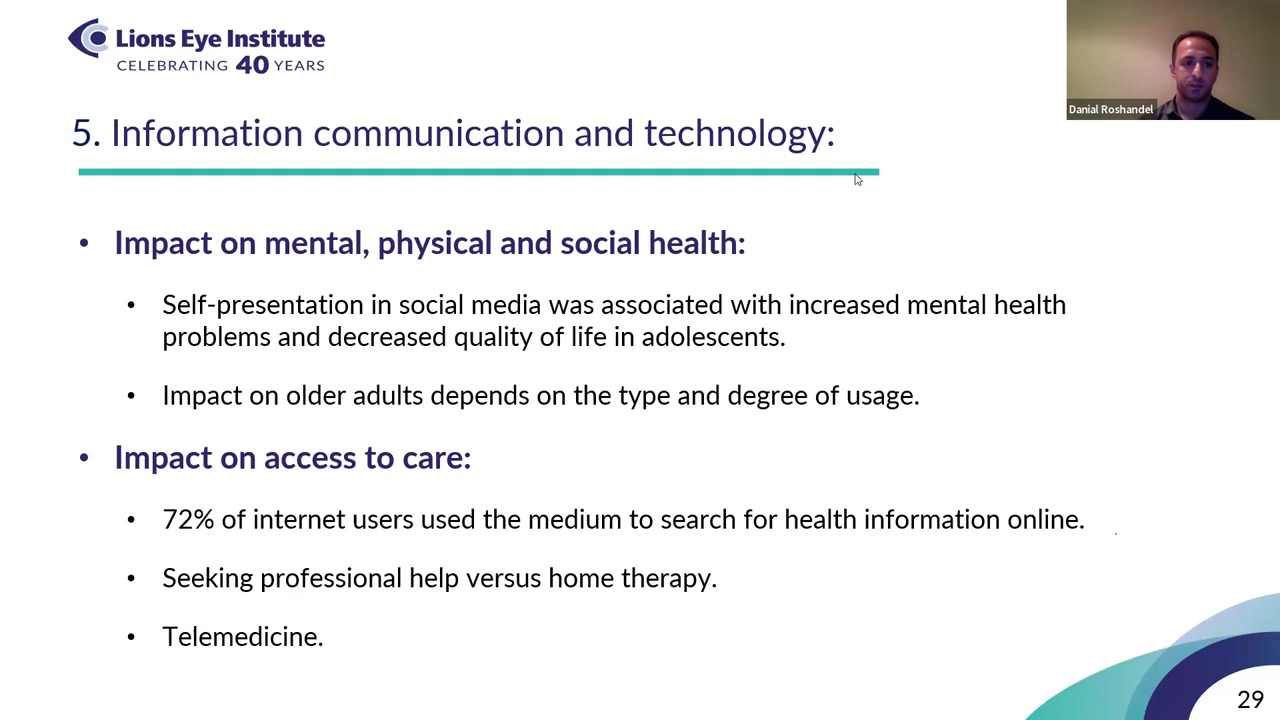 Lions Eye Institute
CELEBRATING 40 YEARS
Danial Roshandel
5. Information communication and technology:
• Impact on mental, physical and social health:
• Self-presentation in social media was associated with increased mental health
problems and decreased quality of life in adolescents.
• Impact on older adults depends on the type and degree of usage.
• Impact on access to care:
• 72% of internet users used the medium to search for health information online.
• Seeking professional help versus home therapy.
• Telemedicine.
29